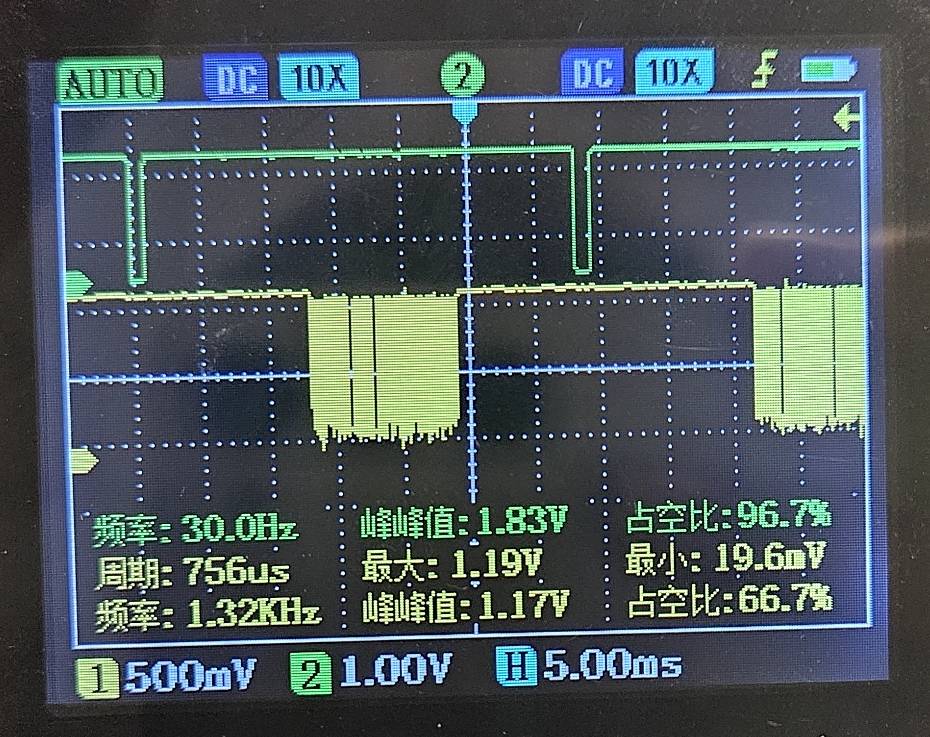 AUTO DC 10X 2 DC 10X
频率: 30.0Hz 峰峰值: 1.83V 占空比: 96.7%
周期: 756us 最大: 1.19V 最小: 19.6mV
频率: 1.32KHz 峰峰值: 1.17V 占空比: 66.7%
1 500mV 2 1.00V H 5.00ms